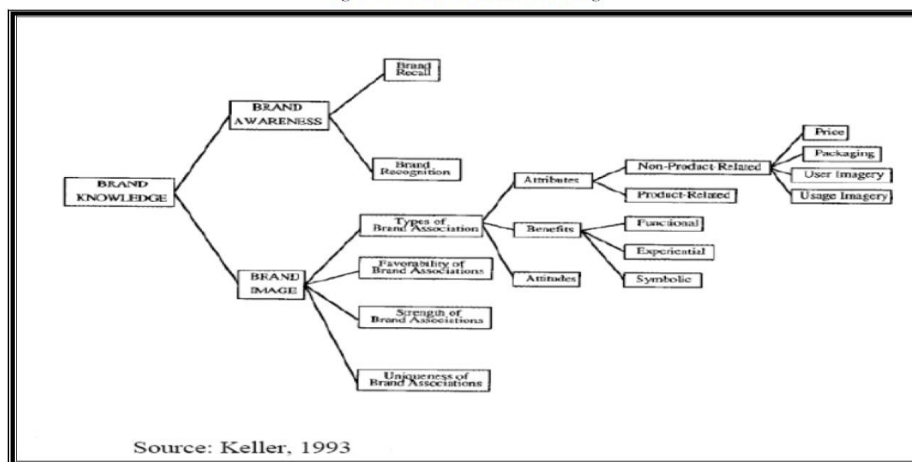 Brand
Recall
BRAND
AWARENESS
Brand
Recognition
BRAND
KNOWLEDGE
BRAND
IMAGE
Types of
Brand Association
Favorability of
Brand Associations
Strength of
Brand Associations
Uniqueness of
Brand Associations
Attributes
Benefits
Attitudes
Non-Product-Related
Product-Related
Functional
Experiential
Symbolic
Price
Packaging
User Imagery
Usage Imagery
Source: Keller, 1993